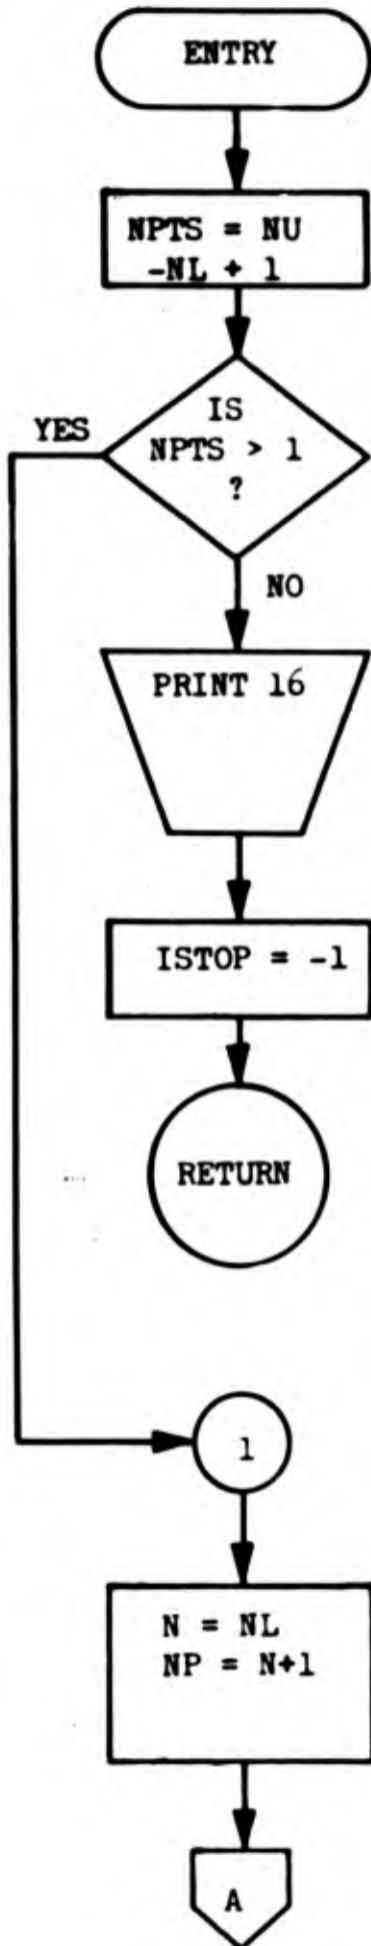 ENTRY
NPTS = NU
-NL + 1
IS
YES
NPTS > 1
?
NO
PRINT 16
ISTOP = -1
RETURN
1
N = NL
NP = N+1
A